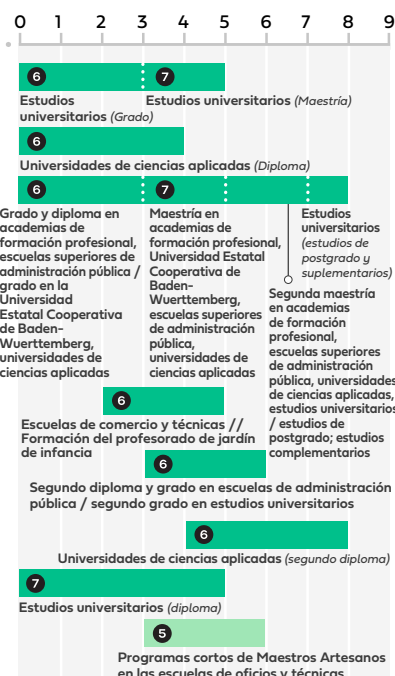 0 1 2 3 4 5 6 7 8 9
6 7
Estudios
universitarios (Grado)
Estudios universitarios (Maestría)
6
Universidades de ciencias aplicadas (Diploma)
6 7
Grado y diploma en
academias de
formación profesional,
escuelas superiores de
administración pública /
grado en la
Universidad
Estatal Cooperativa
de Baden-
Wuerttemberg,
universidades de
ciencias aplicadas
Maestría en
academias de
formación profesional,
Universidad Estatal
Cooperativa de
Baden-
Wuerttemberg,
escuelas superiores
de administración
pública,
universidades de
ciencias aplicadas
Estudios
universitarios
(estudios de
postgrado y
suplementarios)
Segunda maestría
en academias
de formación
profesional,
escuelas superiores
de administración
pública, universidades
de ciencias aplicadas,
estudios universitarios
/ estudios de
postgrado; estudios
complementarios
6
Escuelas de comercio y técnicas //
Formación del profesorado de jardín
de infancia
6
Segundo diploma y grado en escuelas de administración
pública / segundo grado en estudios universitarios
6
Universidades de ciencias aplicadas (segundo diploma)
7
Estudios universitarios (diploma)
5
Programas cortos de Maestros Artesanos
en las escuelas de oficios y técnicas